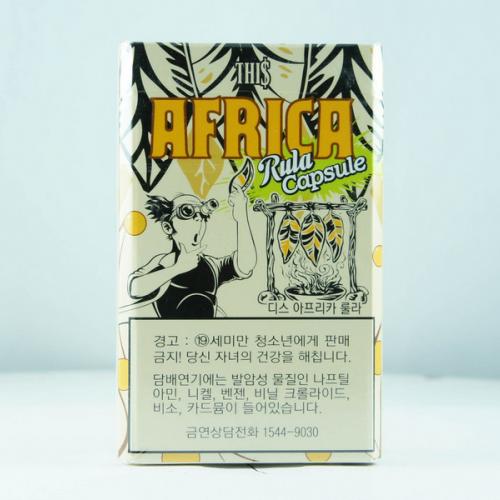 THI$
AFRICA
Rula
Capsule
디스 아프리카 룰라
경고 : ⑲세미만 청소년에게 판매
금지! 당신 자녀의 건강을 해칩니다.
담배연기에는 발암성 물질인 나프틸
아민, 니켈, 벤젠, 비닐 크롤라이드,
비소, 카드뮴이 들어있습니다.
금연상담전화 1544-9030